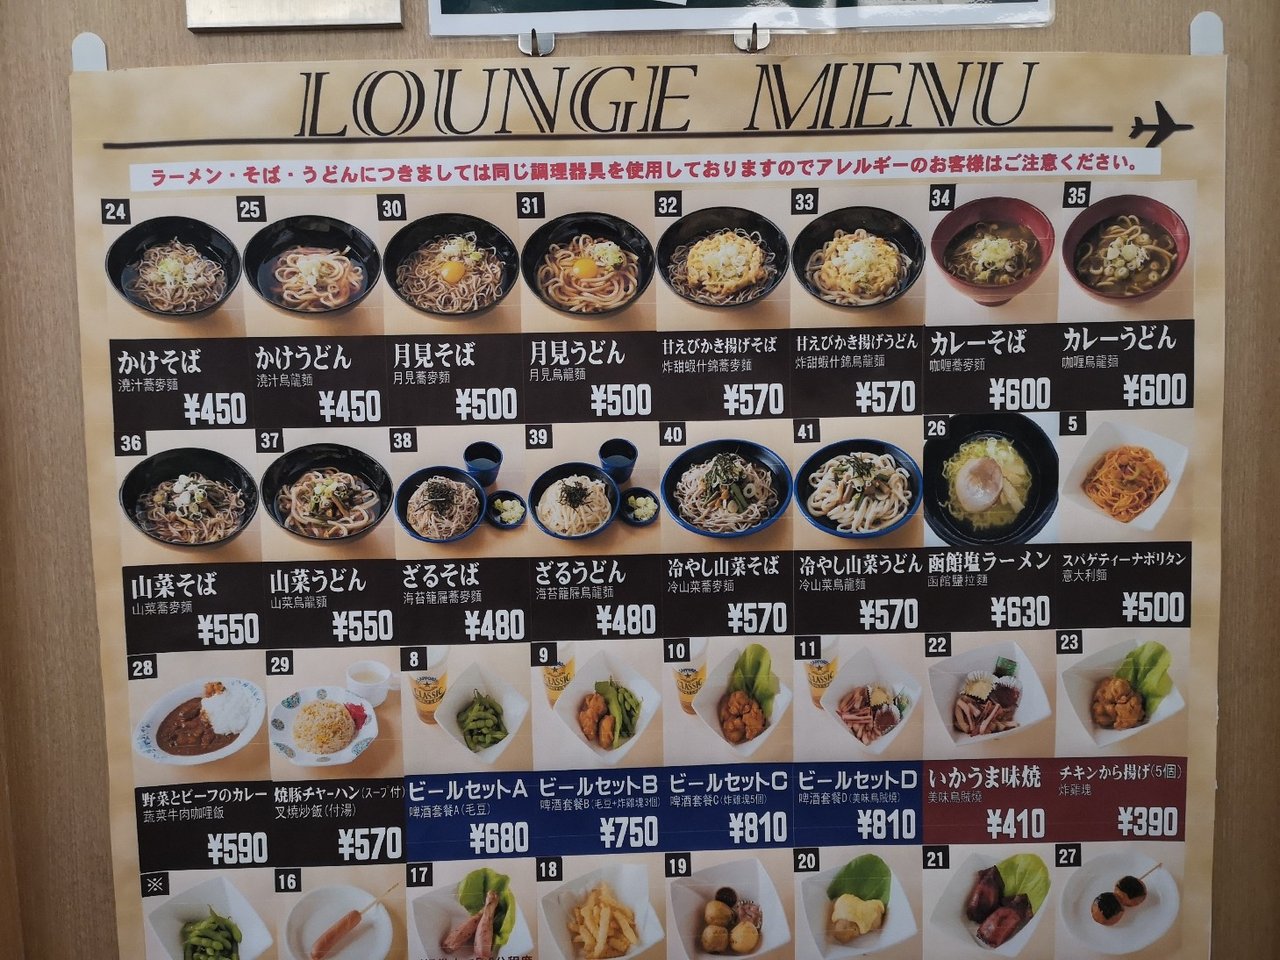 LOUNGE MENU
ラーメン・そば・うどんにつきましては同じ調理器具を使用しておりますのでアレルギーのお客様はご注意ください。
24
かけそば
澆汁蕎麥麵
¥450
25
かけうどん
澆汁烏龍麵
¥450
30
月見そば
月見蕎麥麵
¥500
31
月見うどん
月見烏龍麵
¥500
32
甘えびかき揚げそば
炸甜蝦什錦蕎麥麵
¥570
33
甘えびかき揚げうどん
炸甜蝦什錦烏龍麵
¥570
34
カレーそば
咖喱蕎麥麵
¥600
35
カレーうどん
咖喱烏龍麵
¥600
36
山菜そば
山菜蕎麥麵
¥550
37
山菜うどん
山菜烏龍麵
¥550
38
ざるそば
海苔籠屜蕎麥麵
¥480
39
ざるうどん
海苔籠屜烏龍麵
¥480
40
冷やし山菜そば
冷山菜蕎麥麵
¥570
41
冷やし山菜うどん
冷山菜烏龍麵
¥570
26
函館塩ラーメン
函館鹽拉麵
¥630
5
スパゲティーナポリタン
意大利麵
¥500
28
野菜とビーフのカレー
蔬菜牛肉咖喱飯
¥590
29
焼豚チャーハン(スープ付)
叉燒炒飯(付湯)
¥570
8
ビールセットA
啤酒套餐A(毛豆)
¥680
9
ビールセットB
啤酒套餐B(毛豆+炸雞塊3個)
¥750
10
ビールセットC
啤酒套餐C(炸雞塊5個)
¥810
11
ビールセットD
啤酒套餐D(美味烏賊燒)
¥810
22
いかうま味焼
美味烏賊燒
¥410
23
チキンから揚げ(5個)
炸雞塊
¥390
※
16
17
18
19
20
21
27